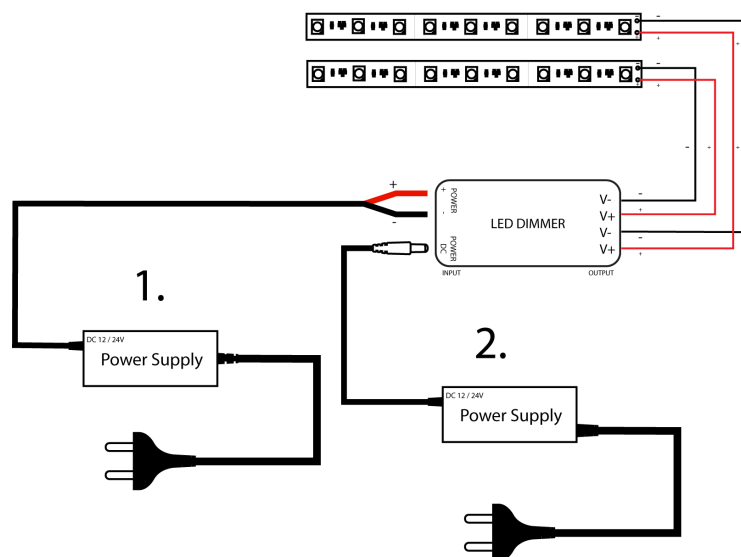 - -
+ +
+
- -
+ +
- +
-
+
+
-
+ POWER
- 
POWER
DC
LED DIMMER
V-
V+
V-
V+
-
+
-
+
INPUT
OUTPUT
1.
DC 12 / 24V
Power Supply
2.
DC 12 / 24V
Power Supply